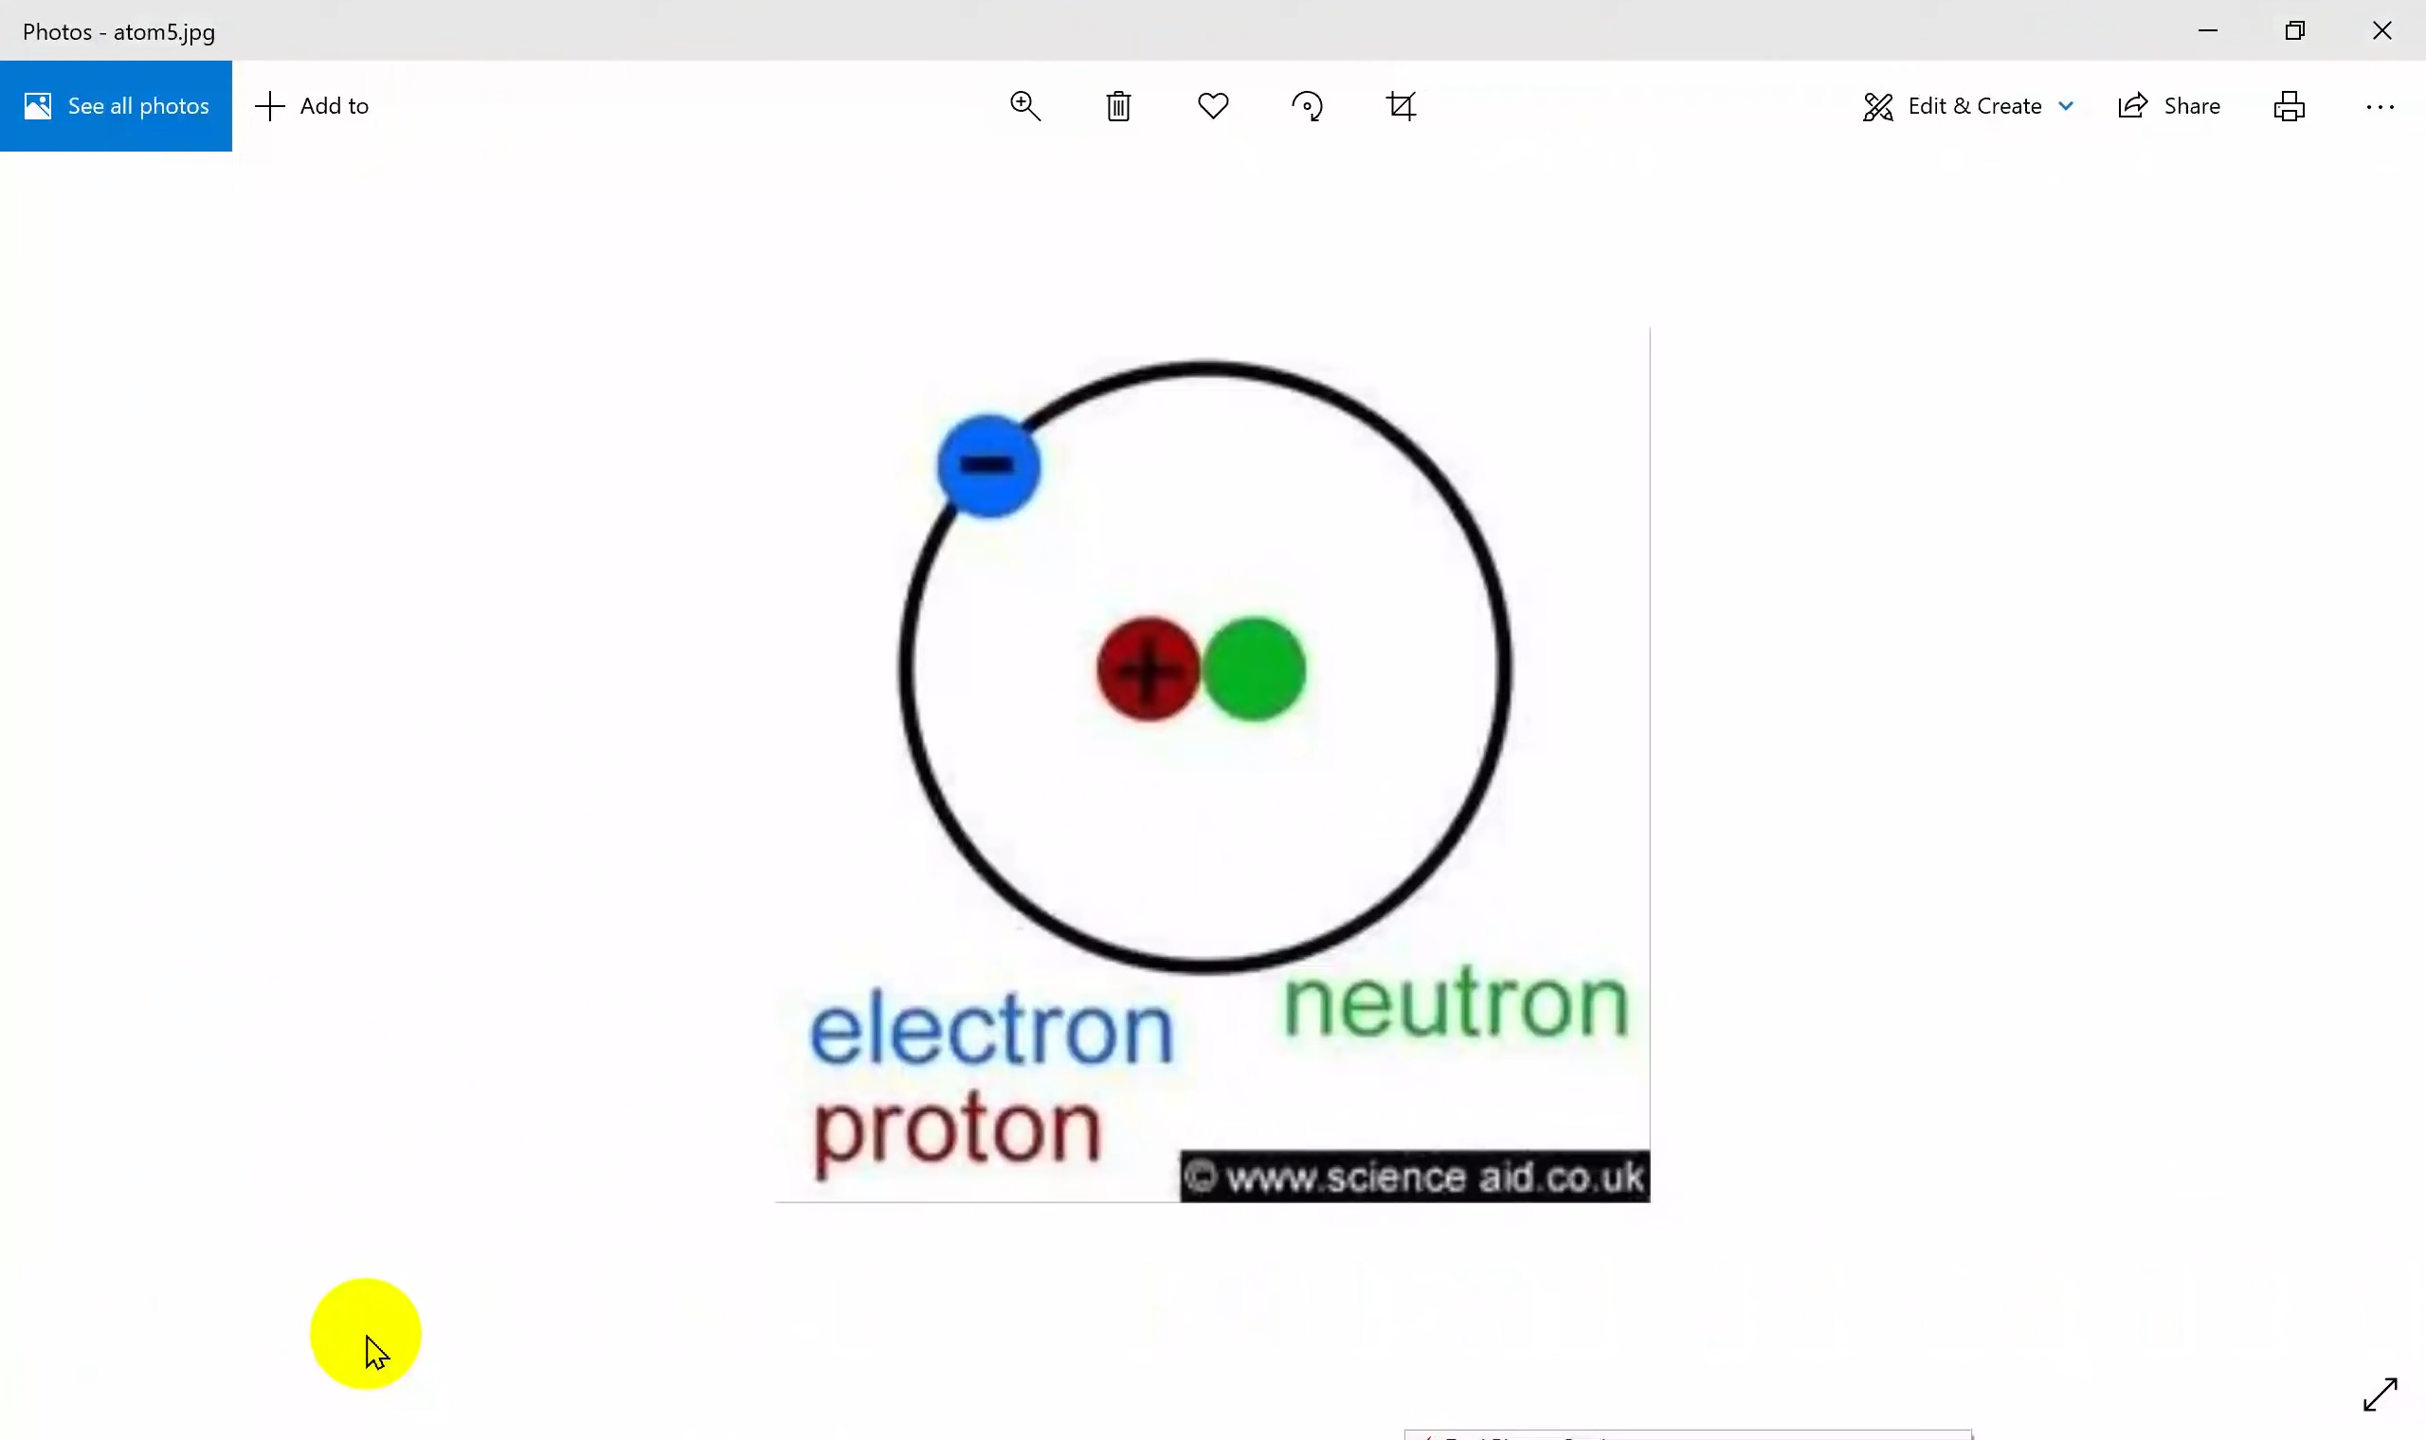 Photos - atom5.jpg
See all photos
Add to
Edit & Create
Share
electron
neutron
proton
© www.science aid.co.uk